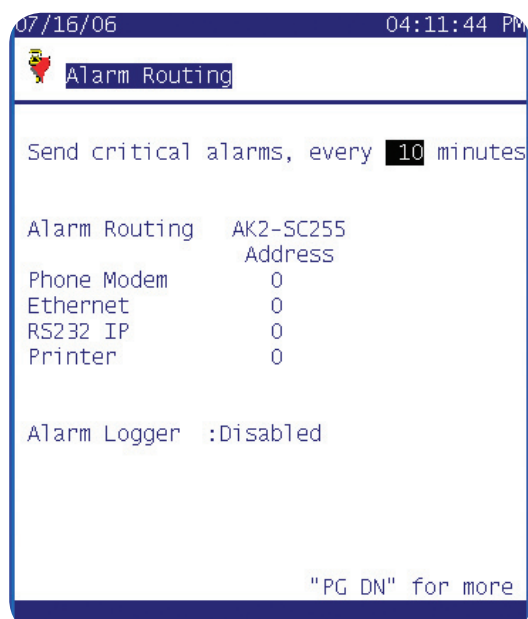 07/16/06 04:11:44 PM
Alarm Routing
Send critical alarms, every 10 minutes
Alarm Routing AK2-SC255
Address
Phone Modem 0
Ethernet 0
RS232 IP 0
Printer 0
Alarm Logger :Disabled
"PG DN" for more